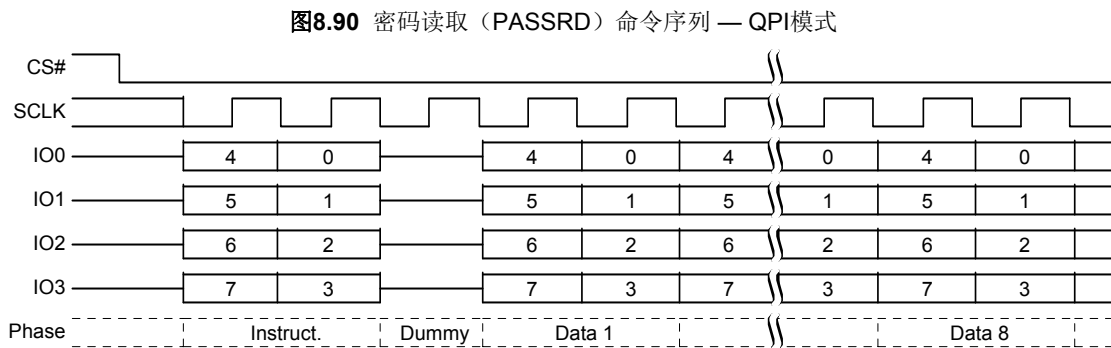 图8.90 密码读取（PASSRD）命令序列 — QPI模式
CS#
SCLK
IO0 4 0 4 0 4 0 4 0
IO1 5 1 5 1 5 1 5 1
IO2 6 2 6 2 6 2 6 2
IO3 7 3 7 3 7 3 7 3
Phase Instruct. Dummy Data 1 Data 8